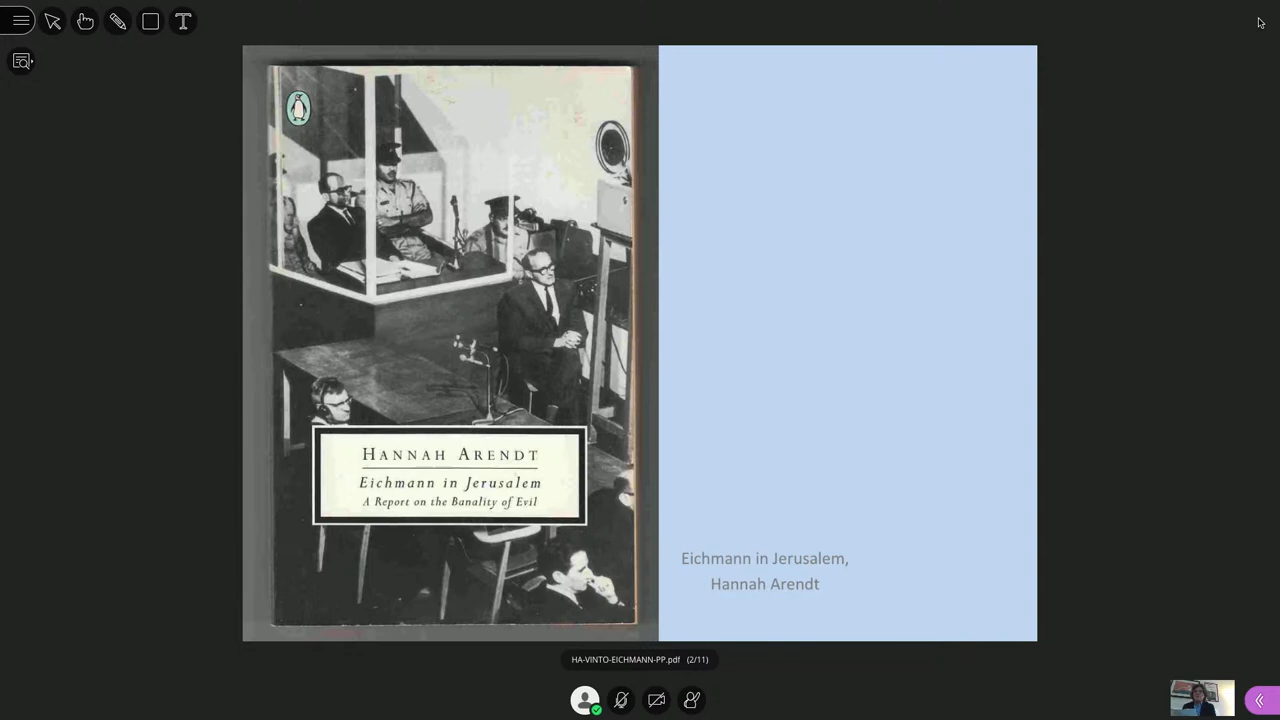 HANNAH ARENDT
Eichmann in Jerusalem
A Report on the Banality of Evil
Eichmann in Jerusalem,
Hannah Arendt
HA-VINTO-EICHMANN-PP.pdf (2/11)